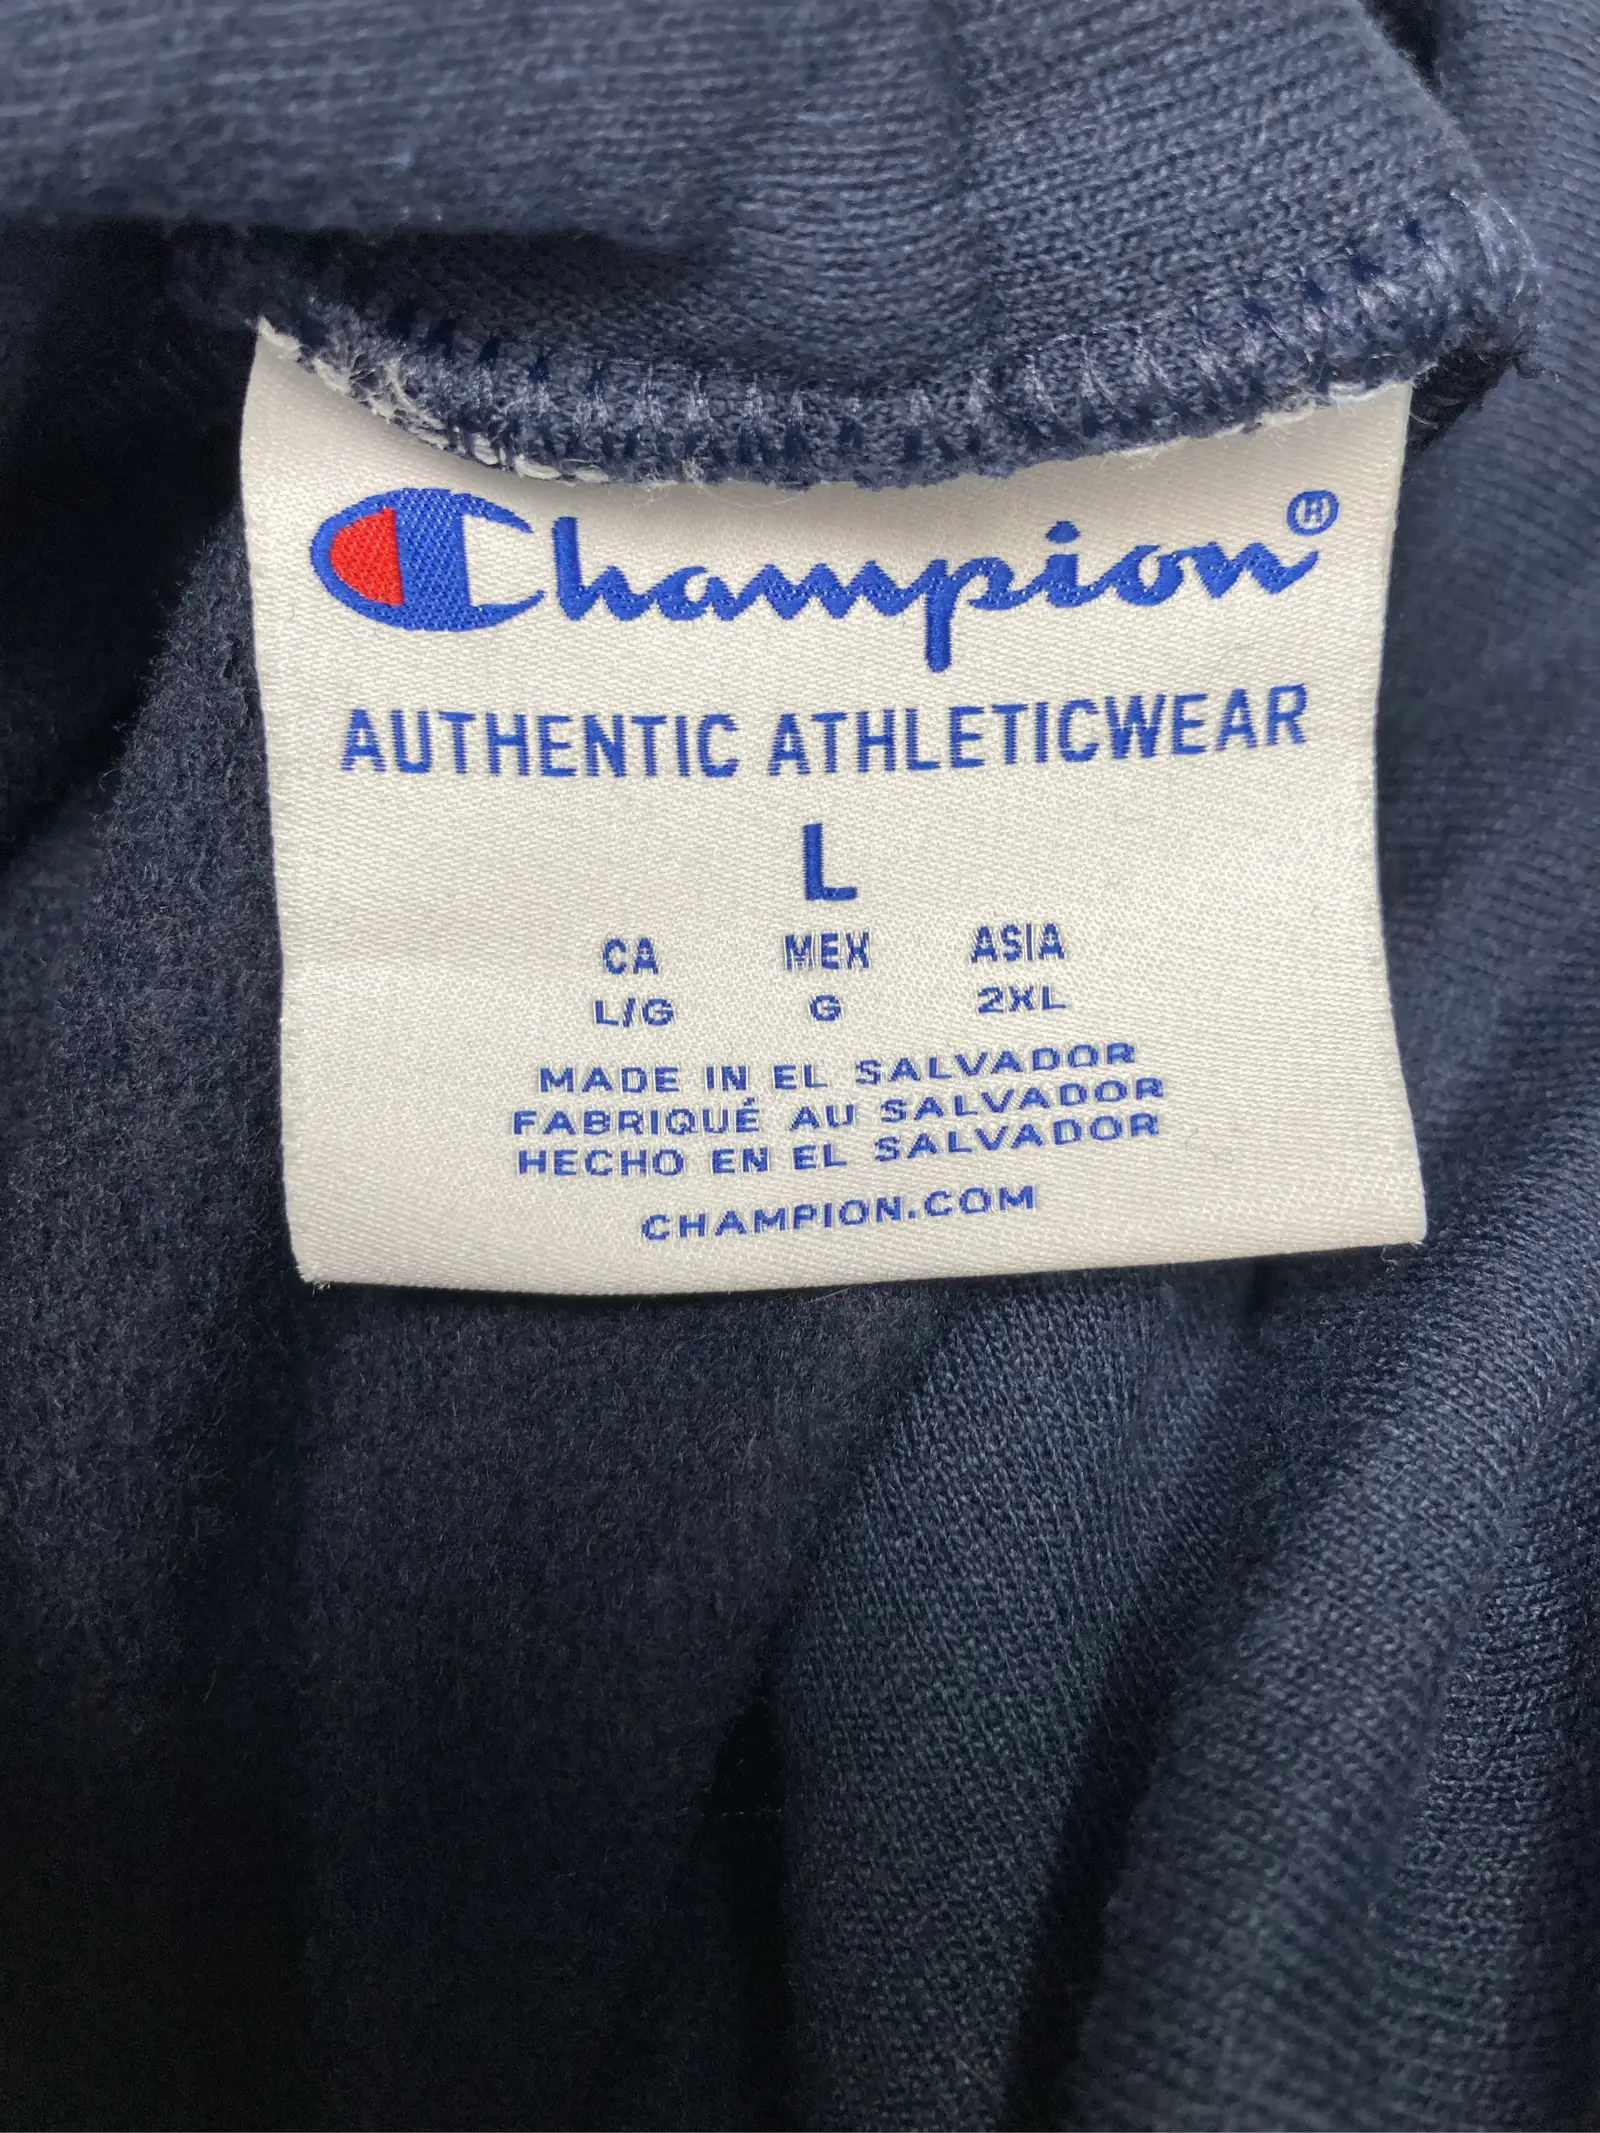 Champion®
AUTHENTIC ATHLETICWEAR
L
CA MEX ASIA
L/G G 2XL
MADE IN EL SALVADOR
FABRIQUÉ AU SALVADOR
HECHO EN EL SALVADOR
CHAMPION.COM